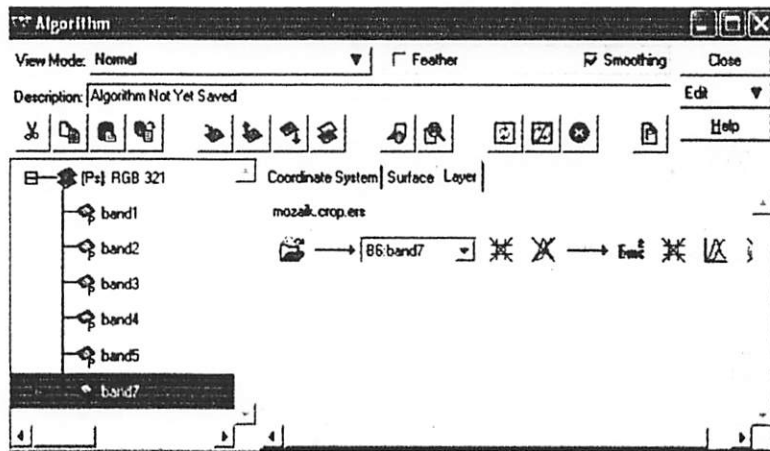 Algorithm
View Mode: Normal Feather Smoothing Close
Description: Algorithm Not Yet Saved Edit
Help
[Ps] RGB 321
Coordinate System Surface Layer
band1
mozaik.crop.ers
band2
B6:band7
band3
band4
band5
band7